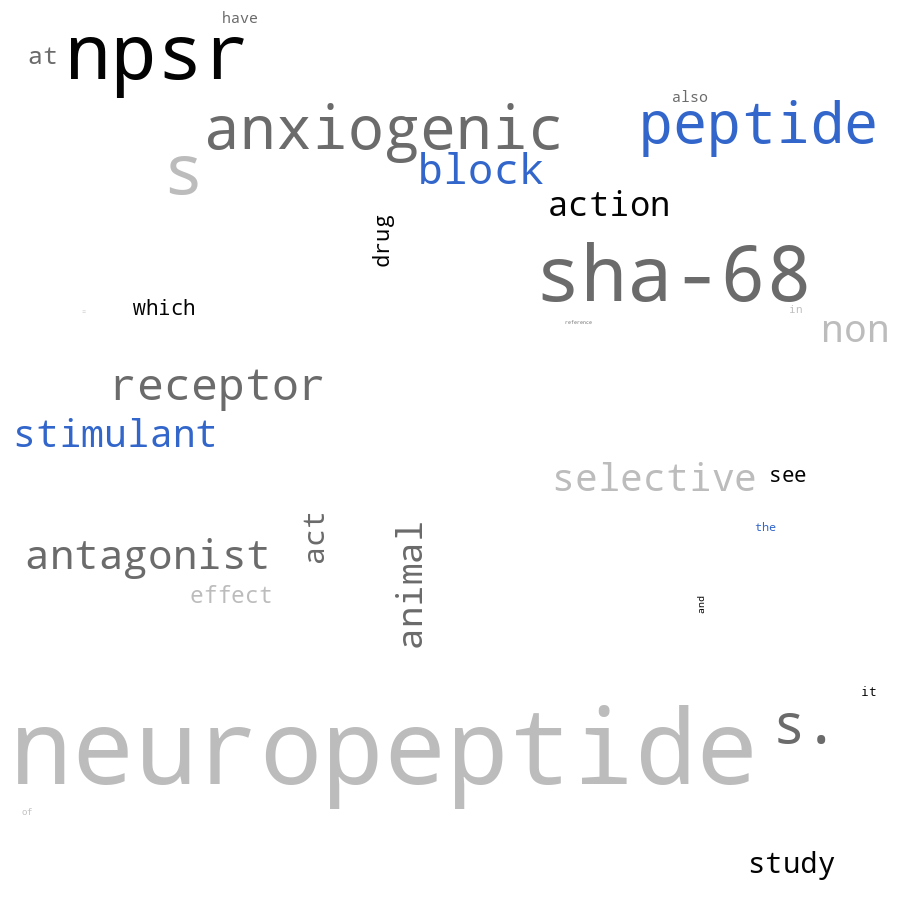 have
at npsr
also
anxiogenic peptide
s block
action
drug
sha-68
which in
reference
non
receptor
stimulant
selective see
the
act
antagonist animal
effect
and
it
neuropeptide s.
of
study